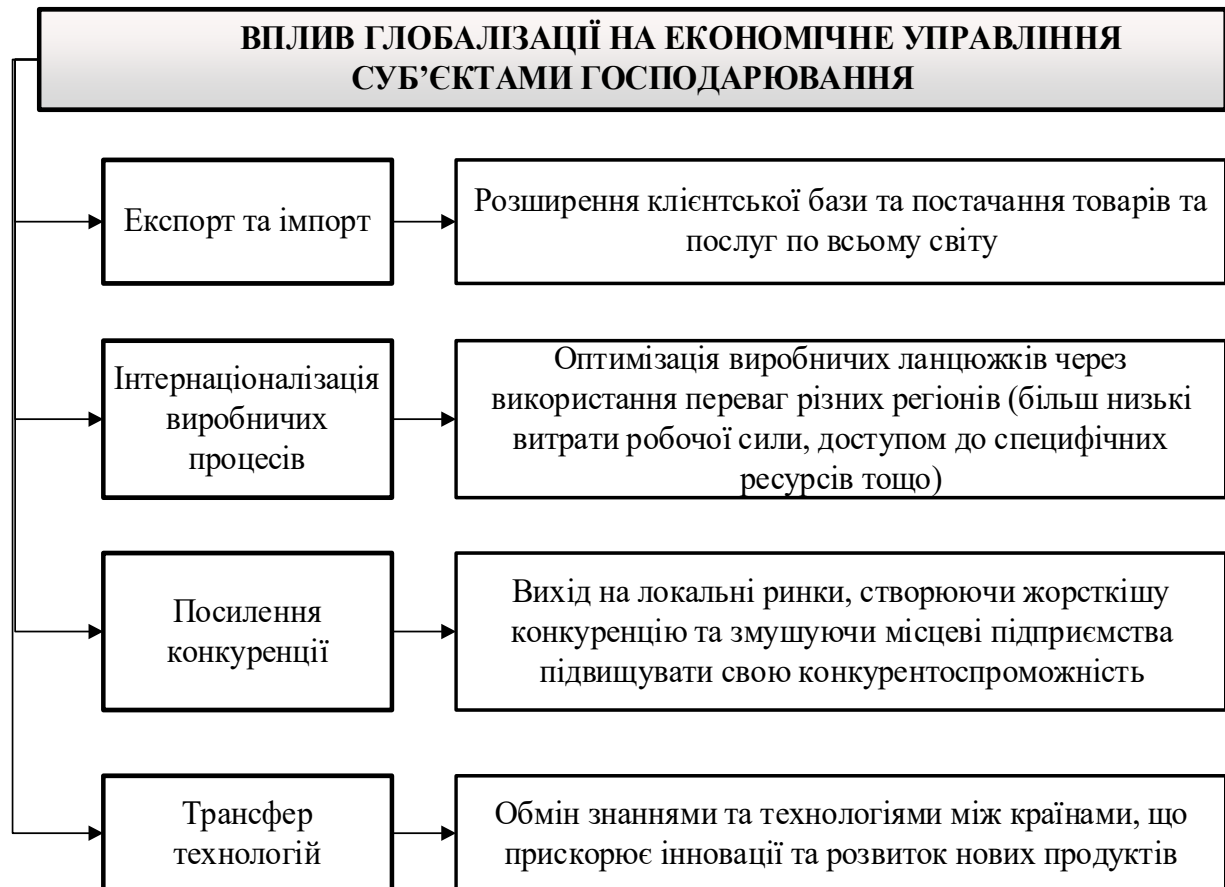 ВПЛИВ ГЛОБАЛІЗАЦІЇ НА ЕКОНОМІЧНЕ УПРАВЛІННЯ
СУБ’ЄКТАМИ ГОСПОДАРЮВАННЯ
Експорт та імпорт
Розширення клієнтської бази та постачання товарів та
послуг по всьому світу
Інтернаціоналізація
виробничих
процесів
Оптимізація виробничих ланцюжків через
використання переваг різних регіонів (більш низькі
витрати робочої сили, доступом до специфічних
ресурсів тощо)
Посилення
конкуренції
Вихід на локальні ринки, створюючи жорсткішу
конкуренцію та змушуючи місцеві підприємства
підвищувати свою конкурентоспроможність
Трансфер
технологій
Обмін знаннями та технологіями між країнами, що
прискорює інновації та розвиток нових продуктів